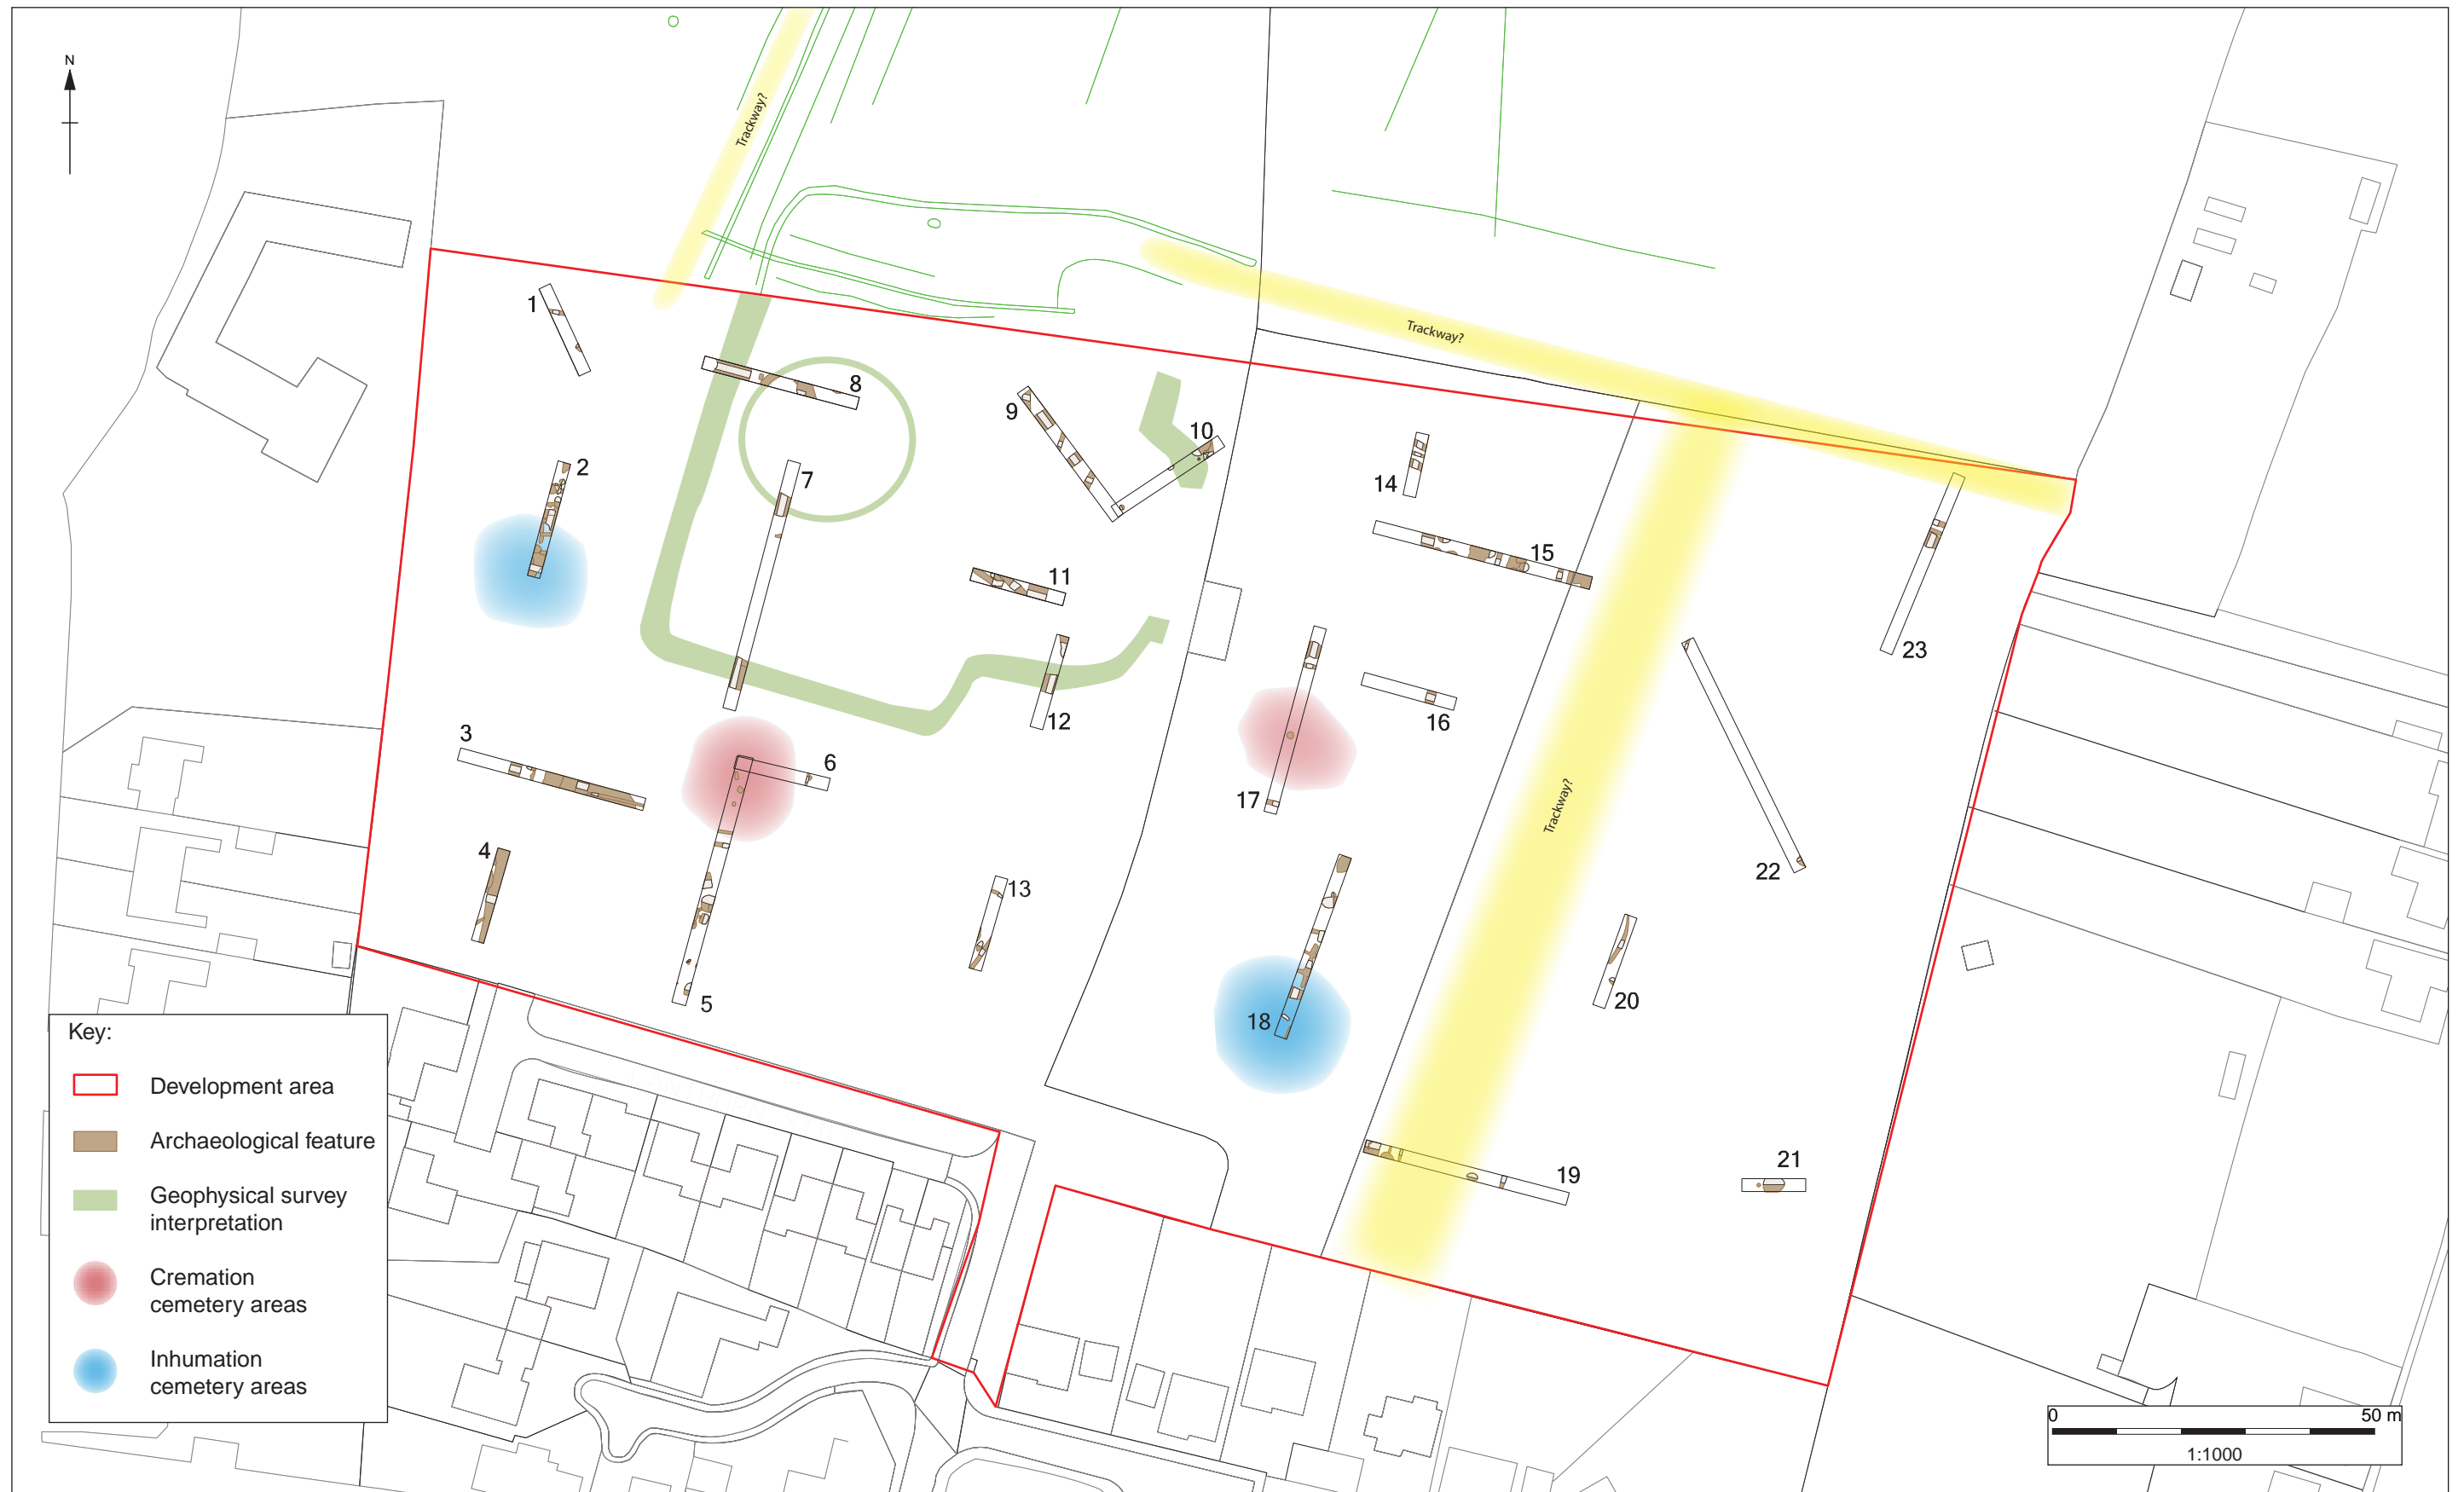 N
Trackway?
Trackway?
1
8
9
10
2
7
14
15
11
23
3
12
16
6
17
4
22
13
5
18
20
Trackway?
19
21
Key:
Development area
Archaeological feature
Geophysical survey
interpretation
Cremation
cemetery areas
Inhumation
cemetery areas
0 50 m
1:1000